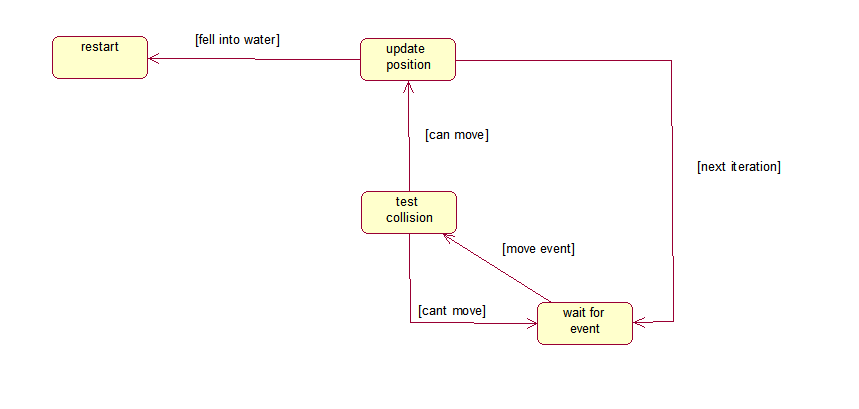 restart
[fell into water]
update
position
[can move]
[next iteration]
test
collision
[move event]
[cant move]
wait for
event